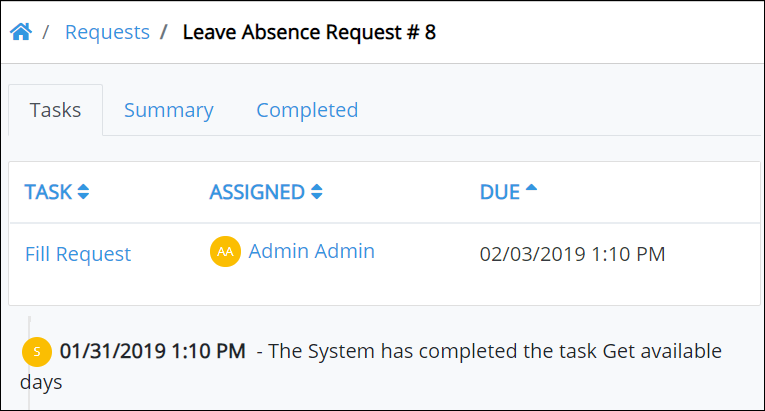 / Requests / Leave Absence Request # 8
Tasks Summary Completed
TASK ASSIGNED DUE
Fill Request AA Admin Admin 02/03/2019 1:10 PM
S 01/31/2019 1:10 PM - The System has completed the task Get available
days